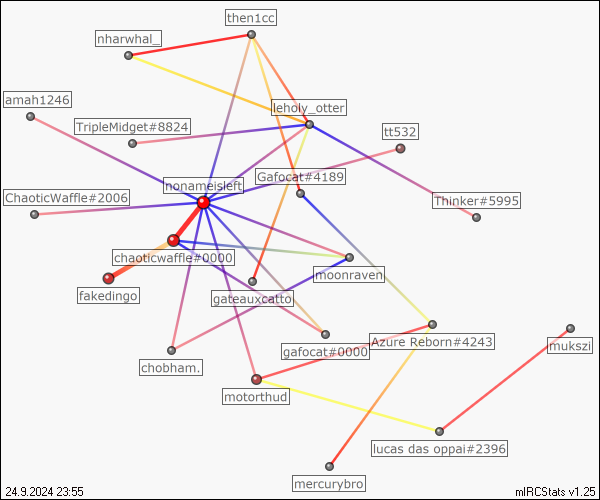 then1cc
nharwhal_
amah1246
leholy_otter
TripleMidget#8824
tt532
Gafocat#4189
nonameisleft
ChaoticWaffle#2006
Thinker#5995
chaoticwaffle#0000
moonraven
fakedingo
gateauxcatto
Azure Reborn#4243
mukszi
gafocat#0000
chobham.
motorthud
lucas das oppai#2396
mercurybro
24.9.2024 23:55
mIRCStats v1.25